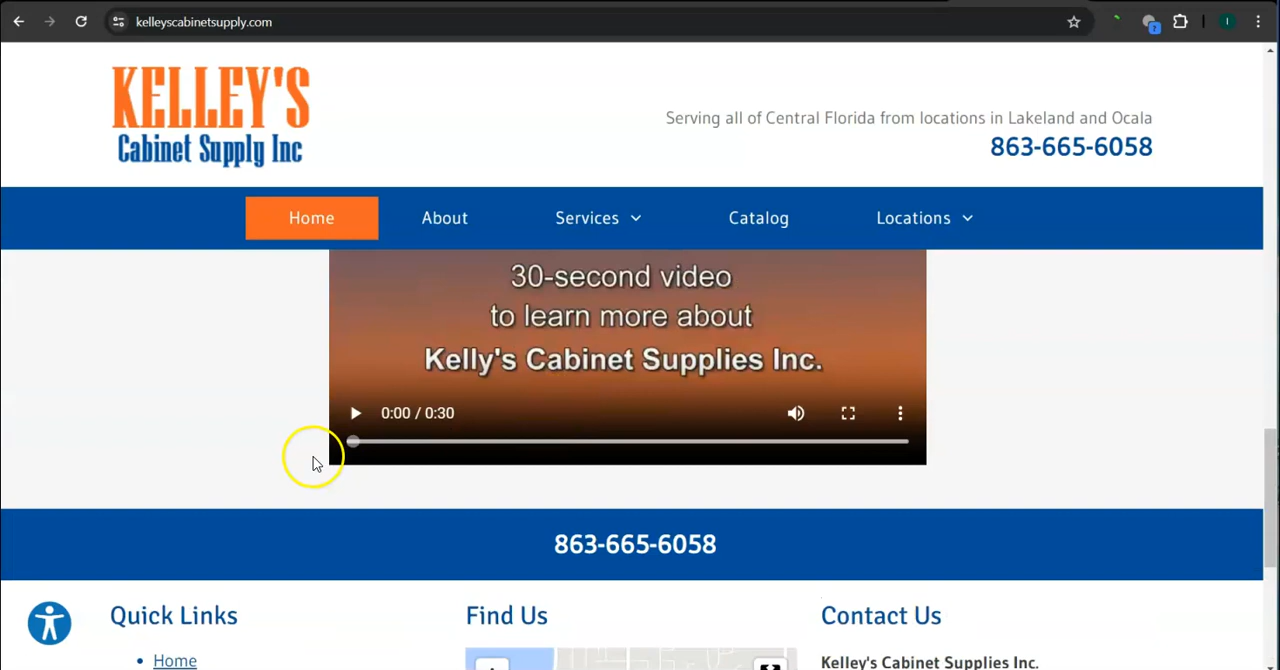 kelleyscabinetsupply.com
KELLEY'S
Cabinet Supply Inc
Serving all of Central Florida from locations in Lakeland and Ocala
863-665-6058
Home
About
Services
Catalog
Locations
30-second video
to learn more about
Kelly's Cabinet Supplies Inc.
0:00 / 0:30
863-665-6058
Quick Links
Find Us
Contact Us
• Home
Kelley's Cabinet Supplies Inc.